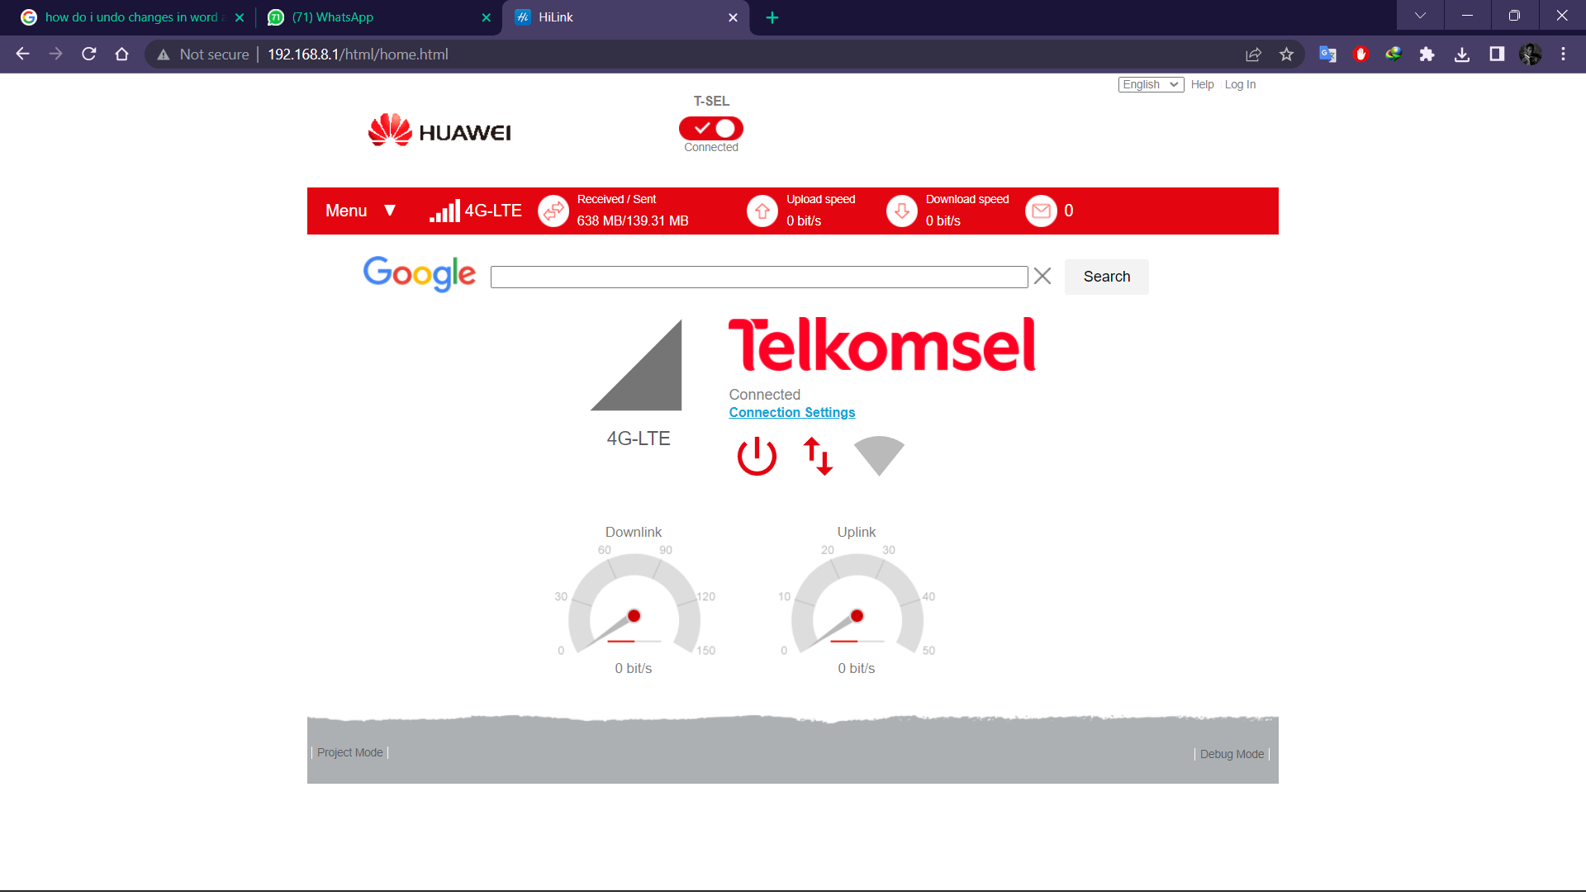 how do i undo changes in word a
(71) WhatsApp
HiLink
Not secure
192.168.8.1/html/home.html
English
Help
Log In
T-SEL
HUAWEI
Connected
Menu
4G-LTE
Received / Sent
638 MB/139.31 MB
Upload speed
0 bit/s
Download speed
0 bit/s
0
Google
Search
Telkomsel
Connected
Connection Settings
4G-LTE
Downlink
0
30
60
90
120
150
0 bit/s
Uplink
0
10
20
30
40
50
0 bit/s
| Project Mode |
| Debug Mode |